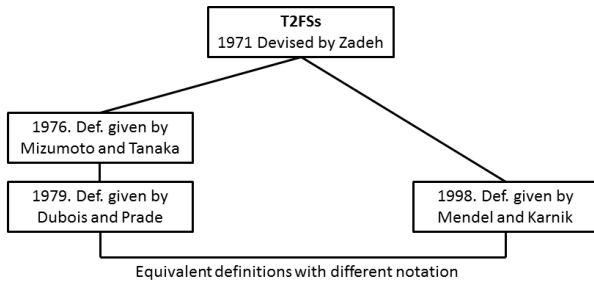 T2FSs
1971 Devised by Zadeh
1976. Def. given by
Mizumoto and Tanaka
1979. Def. given by
Dubois and Prade
1998. Def. given by
Mendel and Karnik
Equivalent definitions with different notation